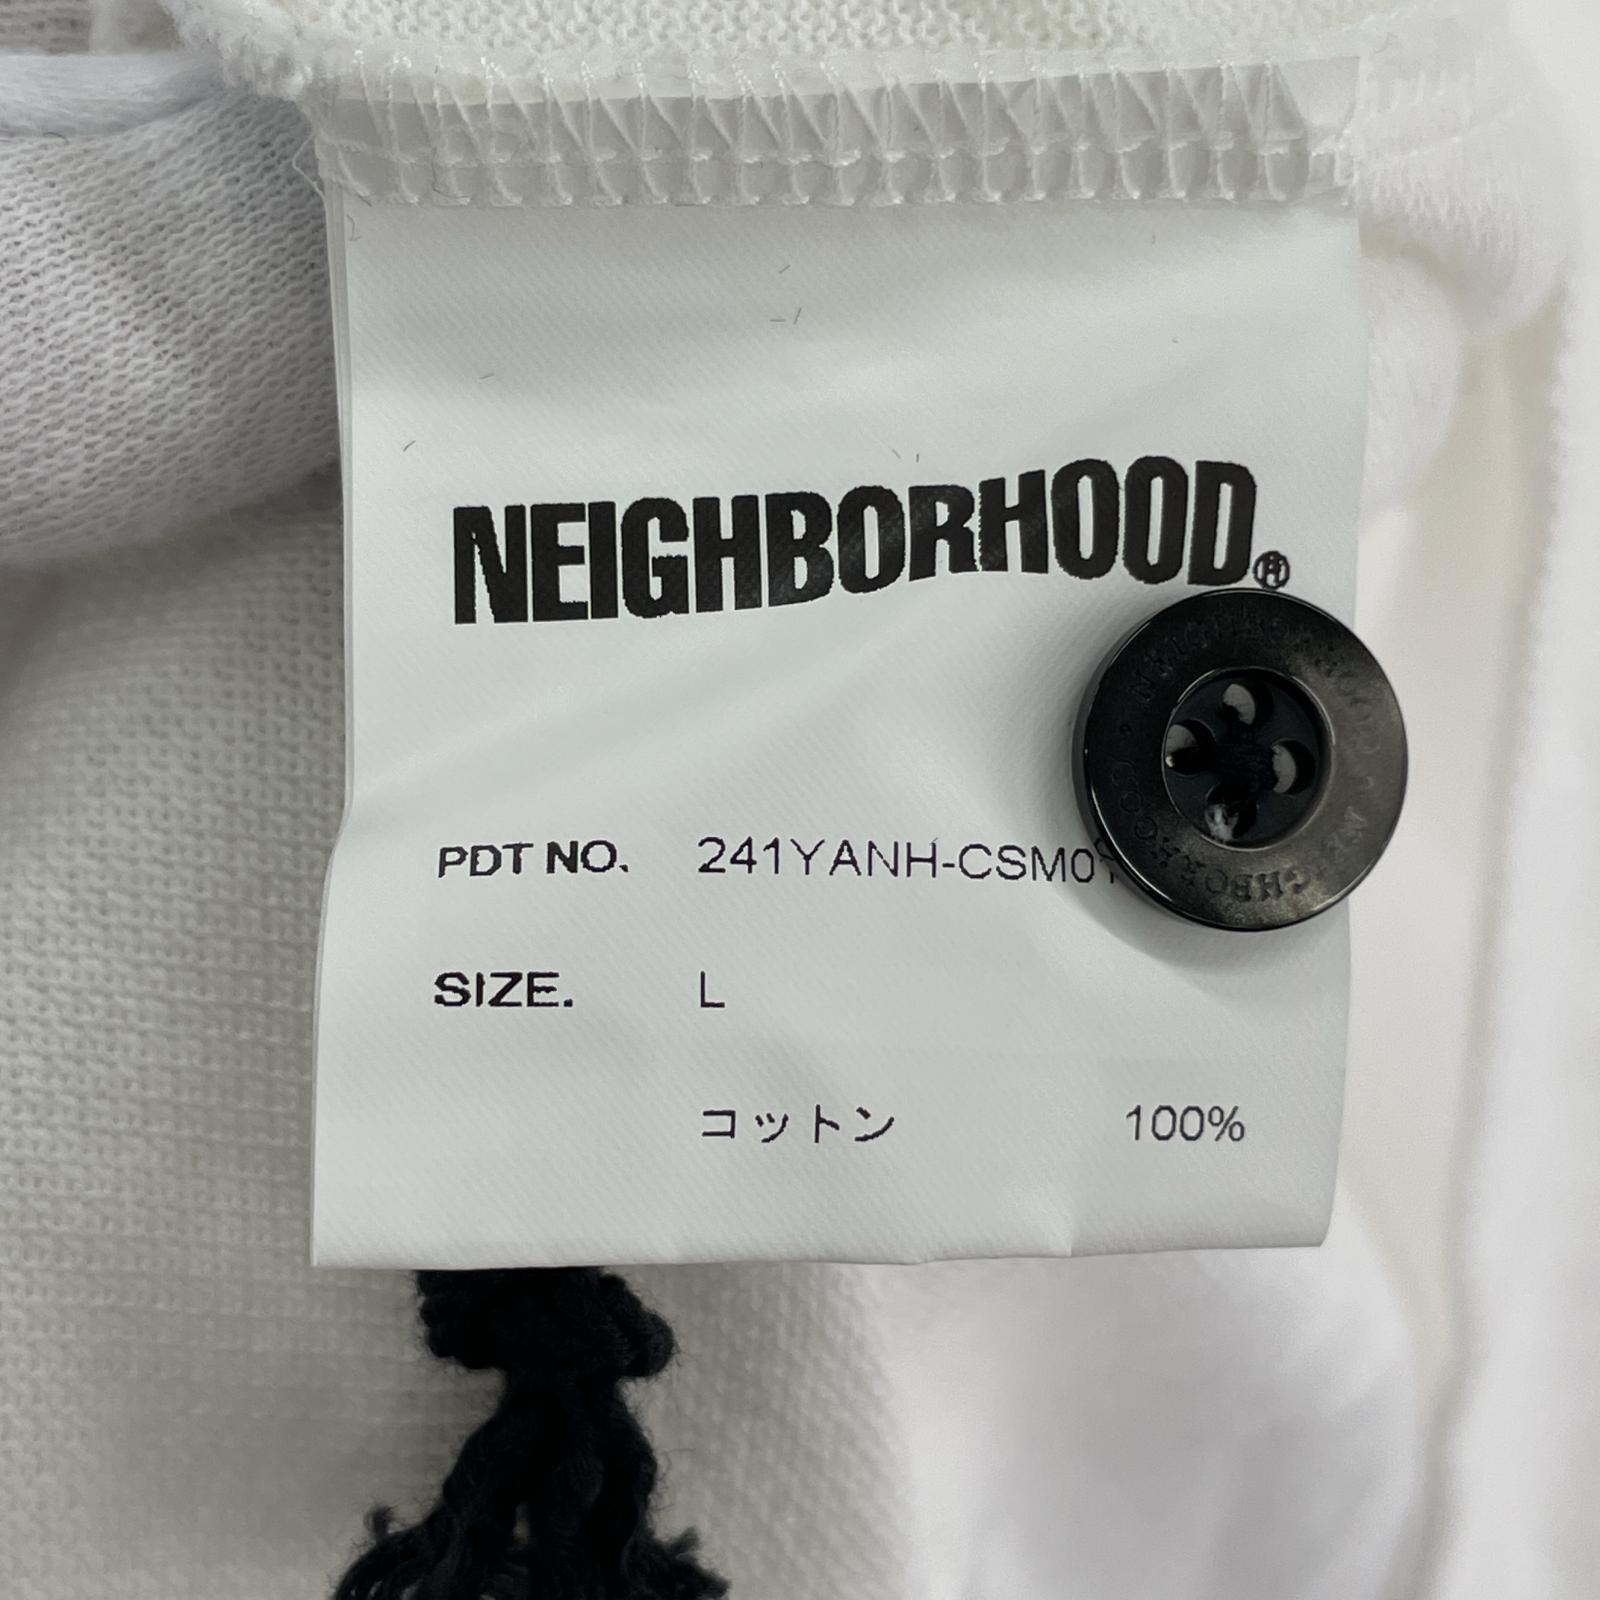 NEIGHBORHOOD®
PDT NO. 241YANH-CSM0
SIZE. L
コットン 100%